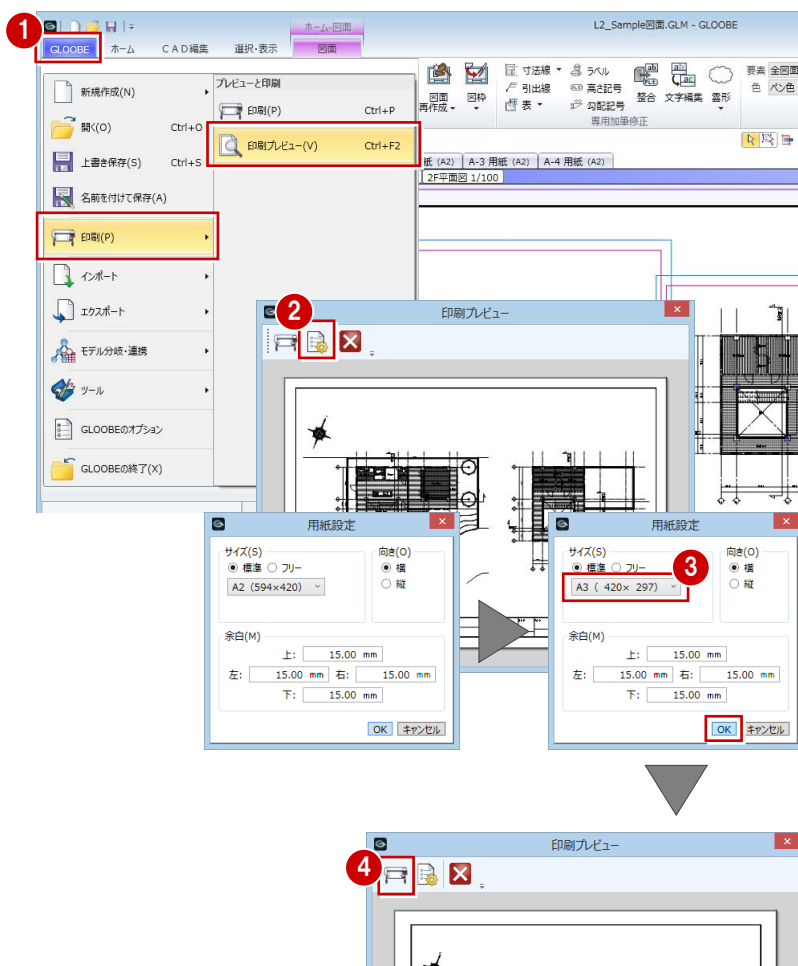 1
ホーム-図面
L2_Sample図面.GLM - GLOOBE
GLOOBE
ホーム
CAD編集
選択・表示
図面
新規作成(N)
開く(O) Ctrl+O
上書き保存(S) Ctrl+S
名前を付けて保存(A)
印刷(P)
インポート
エクスポート
モデル分岐・連携
ツール
GLOOBEのオプション
GLOOBEの終了(X)
プレビューと印刷
印刷(P) Ctrl+P
印刷プレビュー(V) Ctrl+F2
図面
再作成
図枠
寸法線
引出線
表
ラベル
高さ記号
勾配記号
整合
文字編集
雲形
専用加筆修正
要素 全図面
色 ペン色
紙 (A2)
A-3 用紙 (A2)
A-4 用紙 (A2)
2F平面図 1/100
2
印刷プレビュー
用紙設定
サイズ(S)
標準 フリー
A2 (594×420)
向き(O)
横
縦
余白(M)
上: 15.00 mm
左: 15.00 mm 右: 15.00 mm
下: 15.00 mm
OK キャンセル
用紙設定
サイズ(S)
標準 フリー
3
A3 ( 420× 297)
向き(O)
横
縦
余白(M)
上: 15.00 mm
左: 15.00 mm 右: 15.00 mm
下: 15.00 mm
OK キャンセル
印刷プレビュー
4